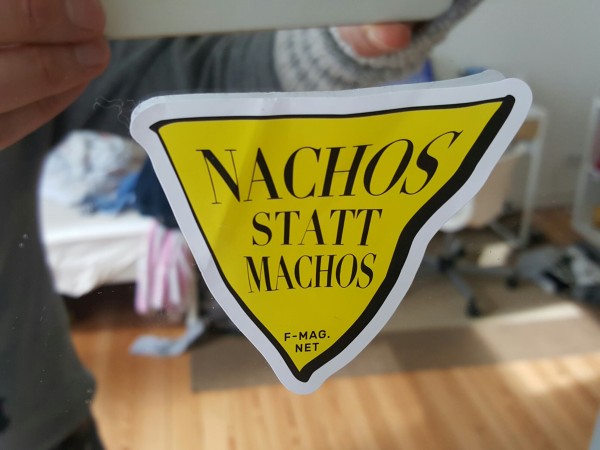 NACHOS
STATT
MACHOS
F-MAG.
NET